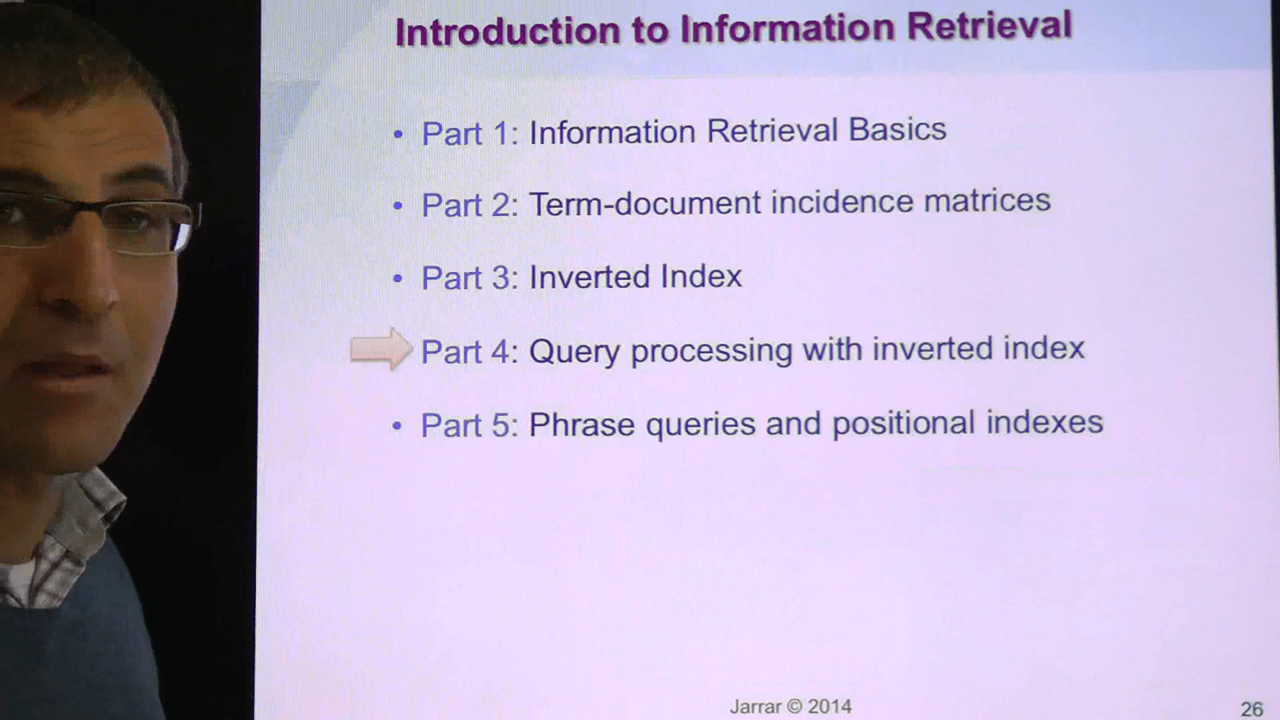 Introduction to Information Retrieval
• Part 1: Information Retrieval Basics
• Part 2: Term-document incidence matrices
• Part 3: Inverted Index
Part 4: Query processing with inverted index
• Part 5: Phrase queries and positional indexes
Jarrar © 2014
26